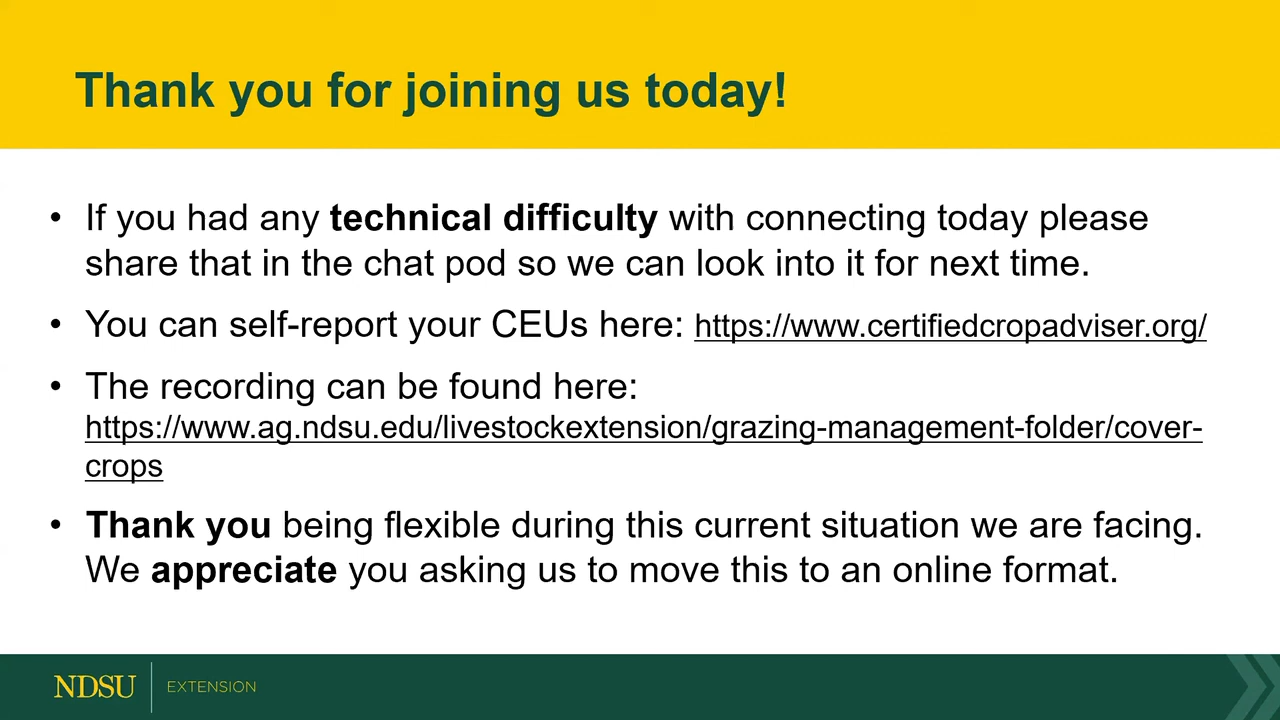 Thank you for joining us today!
• If you had any technical difficulty with connecting today please
share that in the chat pod so we can look into it for next time.
• You can self-report your CEUs here: https://www.certifiedcropadviser.org/
• The recording can be found here:
https://www.ag.ndsu.edu/livestockextension/grazing-management-folder/cover-
crops
• Thank you being flexible during this current situation we are facing.
We appreciate you asking us to move this to an online format.
NDSU EXTENSION